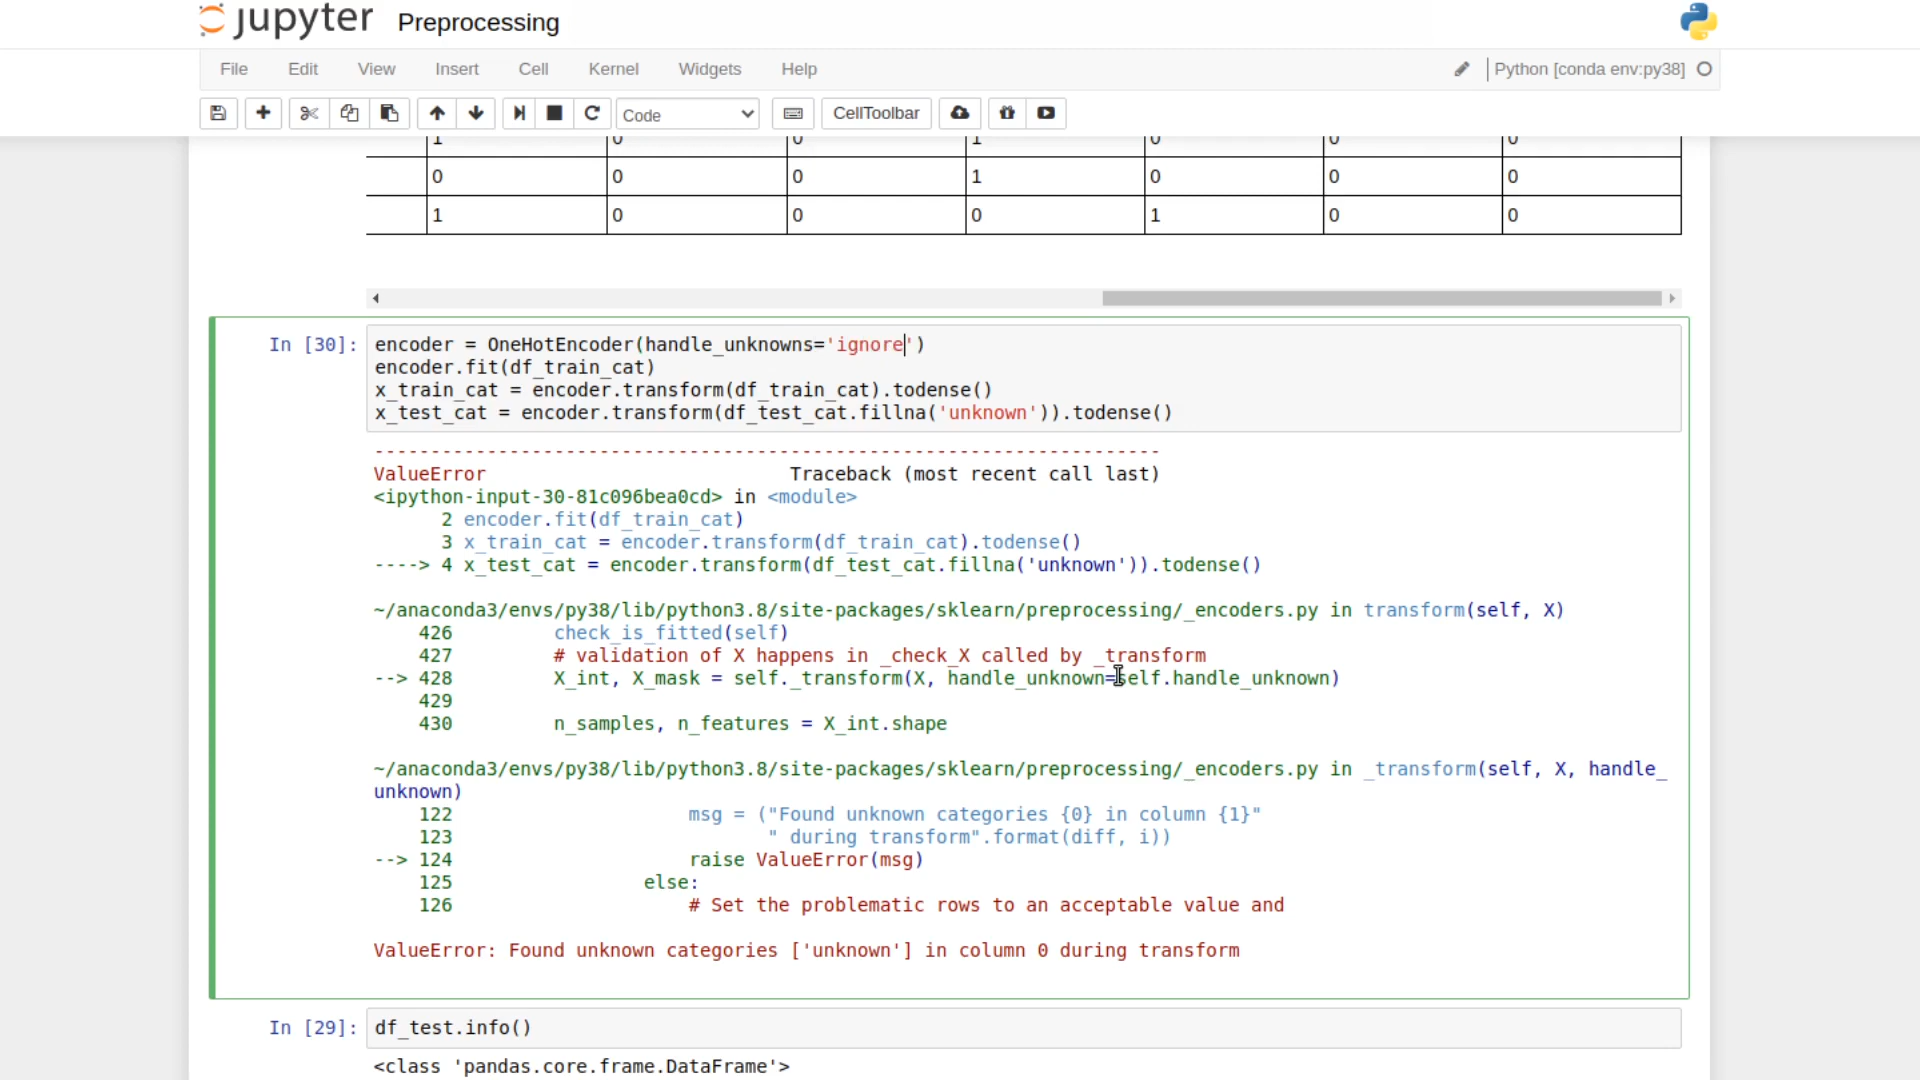 jupyter Preprocessing
File Edit View Insert Cell Kernel Widgets Help Python [conda env:py38]
Code CellToolbar
1 0 0 1 0 0 0
0 0 0 1 0 0 0
1 0 0 0 1 0 0
In [30]: encoder = OneHotEncoder(handle_unknowns='ignore')
encoder.fit(df_train_cat)
x_train_cat = encoder.transform(df_train_cat).todense()
x_test_cat = encoder.transform(df_test_cat.fillna('unknown')).todense()
----------------------------------------------------------------------
ValueError Traceback (most recent call last)
<ipython-input-30-81c096bea0cd> in <module>
2 encoder.fit(df_train_cat)
3 x_train_cat = encoder.transform(df_train_cat).todense()
----> 4 x_test_cat = encoder.transform(df_test_cat.fillna('unknown')).todense()
~/anaconda3/envs/py38/lib/python3.8/site-packages/sklearn/preprocessing/_encoders.py in transform(self, X)
426 check_is_fitted(self)
427 # validation of X happens in _check_X called by _transform
--> 428 X_int, X_mask = self._transform(X, handle_unknown=self.handle_unknown)
429
430 n_samples, n_features = X_int.shape
~/anaconda3/envs/py38/lib/python3.8/site-packages/sklearn/preprocessing/_encoders.py in _transform(self, X, handle_
unknown)
122 msg = ("Found unknown categories {0} in column {1}"
123 " during transform".format(diff, i))
--> 124 raise ValueError(msg)
125 else:
126 # Set the problematic rows to an acceptable value and
ValueError: Found unknown categories ['unknown'] in column 0 during transform
In [29]: df_test.info()
<class 'pandas.core.frame.DataFrame'>